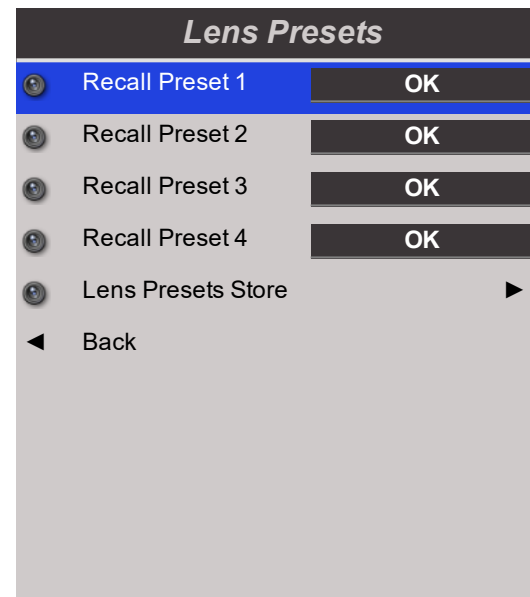 Lens Presets
Recall Preset 1 OK
Recall Preset 2 OK
Recall Preset 3 OK
Recall Preset 4 OK
Lens Presets Store ►
◄ Back